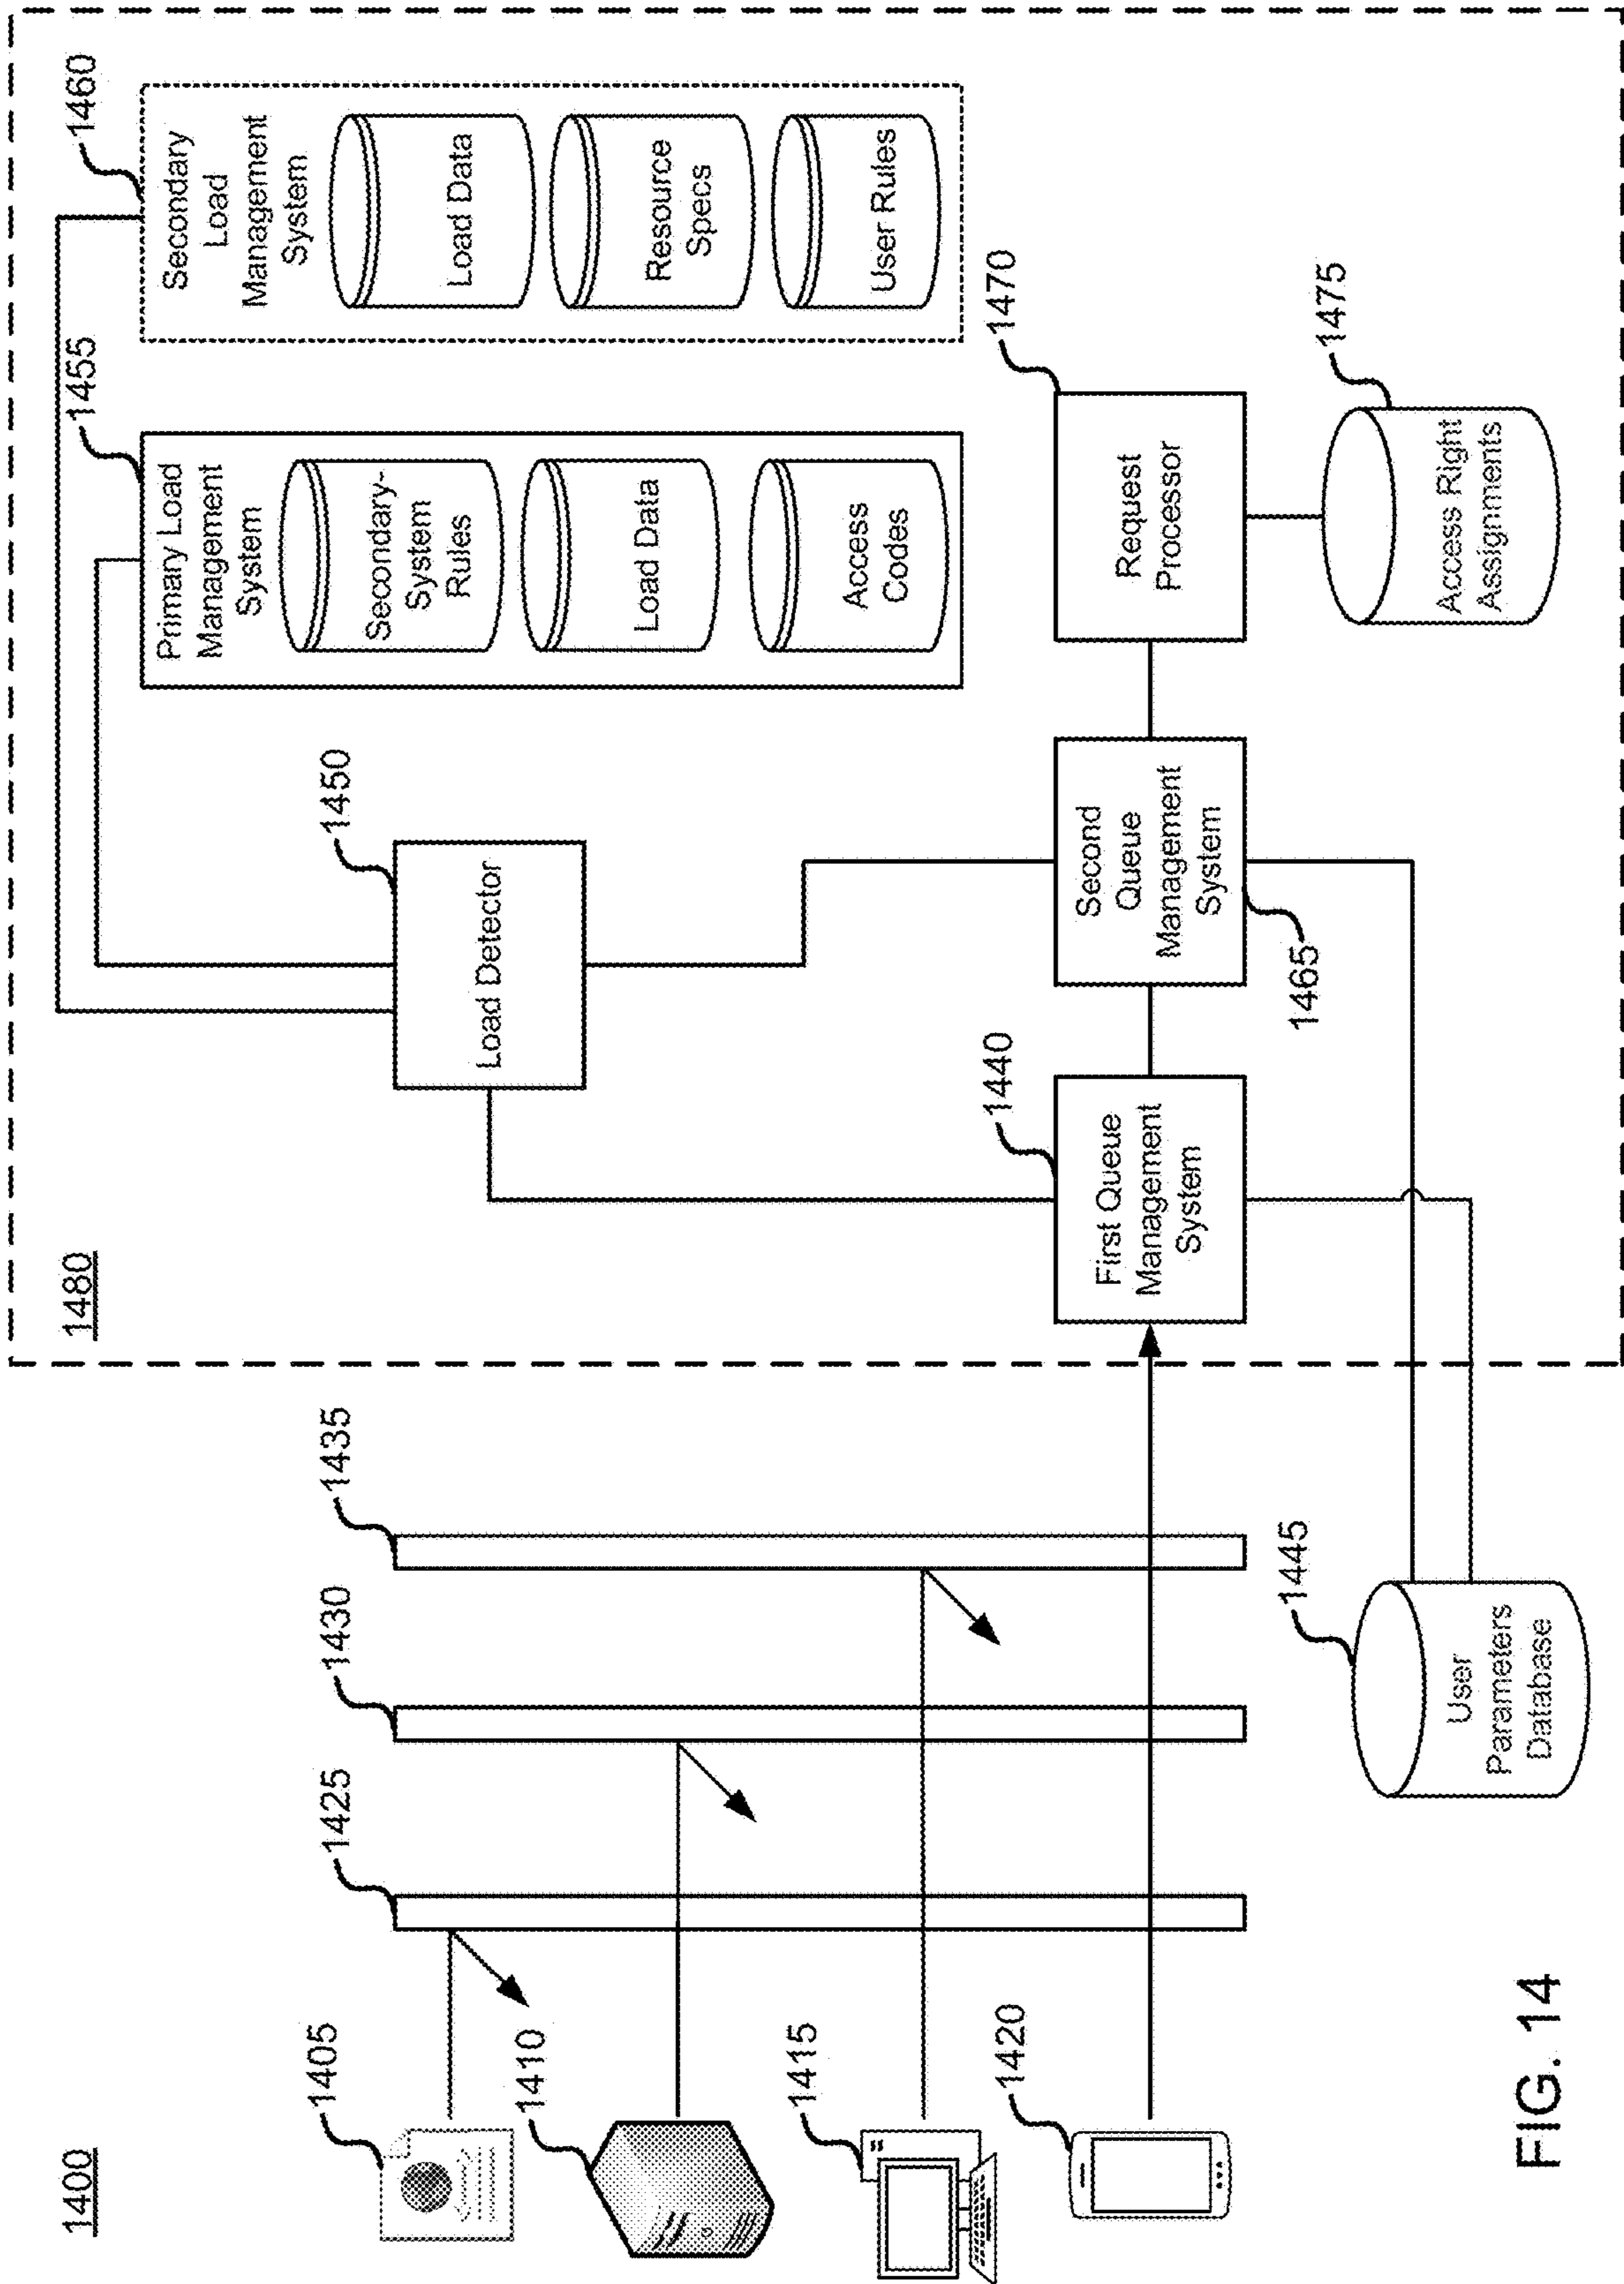 1400
1480
1405
1410
1415
1420
1425
1430
1435
1440
First Queue
Management
System
1445
User
Parameters
Database
1450
Load Detector
1455
Primary Load
Management
System
Secondary-
System
Rules
Load Data
Access
Codes
1460
Secondary
Load
Management
System
Load Data
Resource
Specs
User Rules
Second
Queue
Management
System
1465
1470
Request
Processor
1475
Access Right
Assignments
FIG. 14